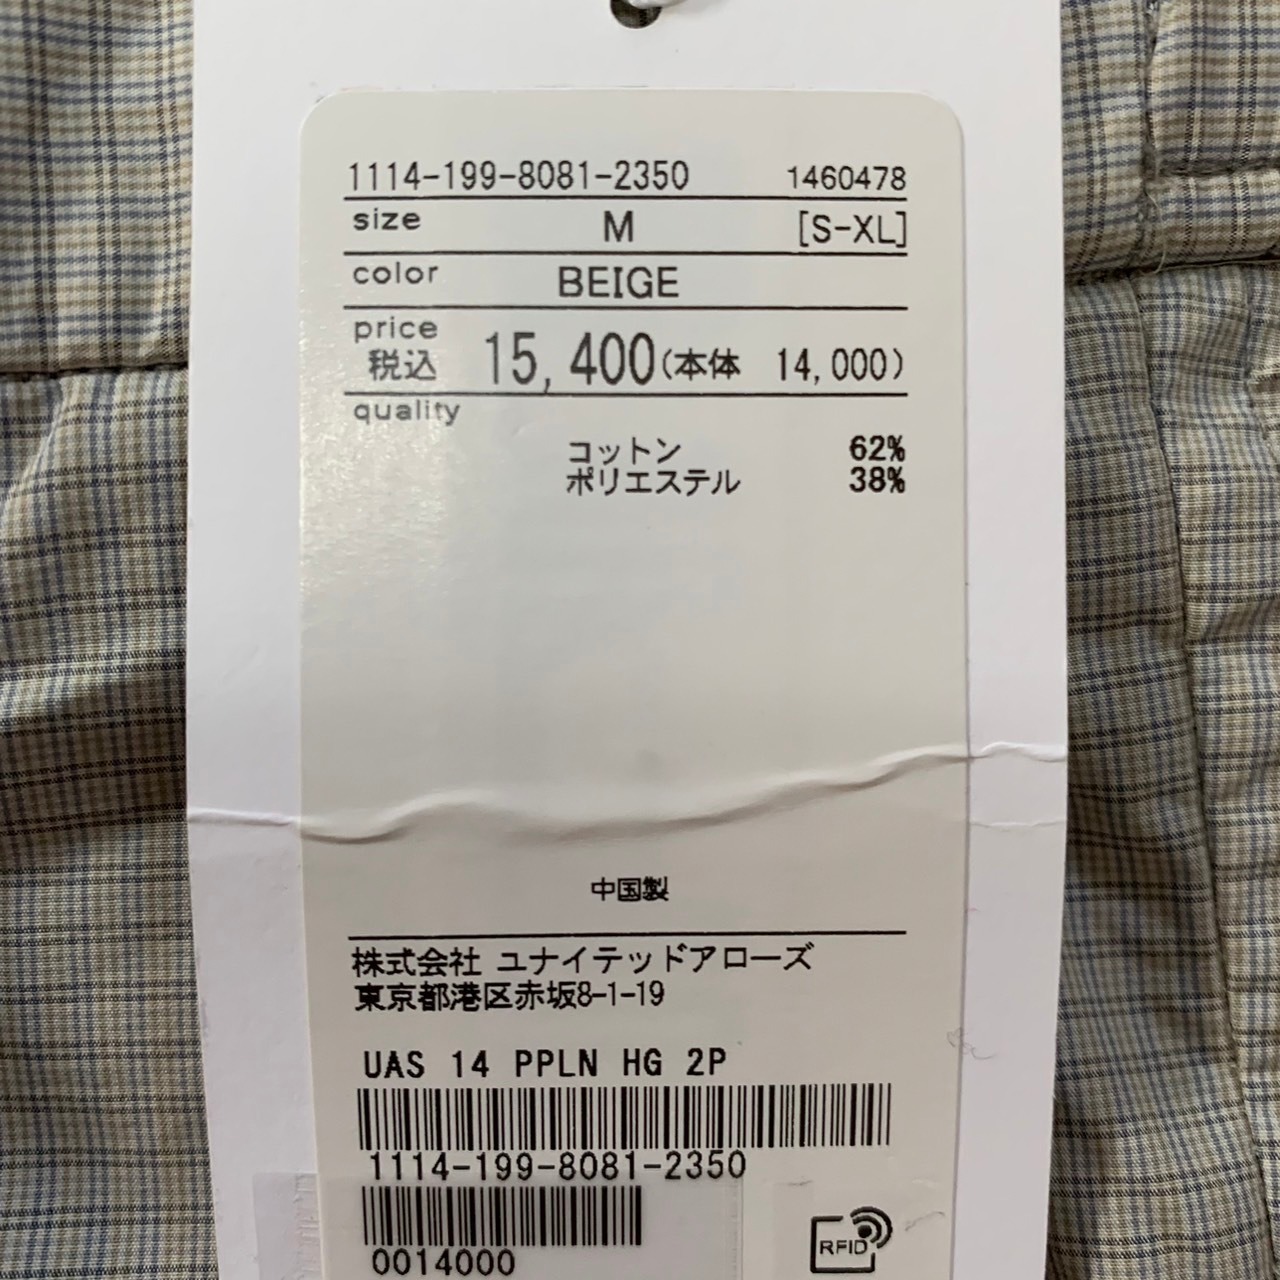 1114-199-8081-2350 1460478
size M [S-XL]
color BEIGE
price
税込 15,400(本体 14,000)
quality
コットン 62%
ポリエステル 38%
中国製
株式会社 ユナイテッドアローズ
東京都港区赤坂8-1-19
UAS 14 PPLN HG 2P
1114-199-8081-2350
0014000
RFID